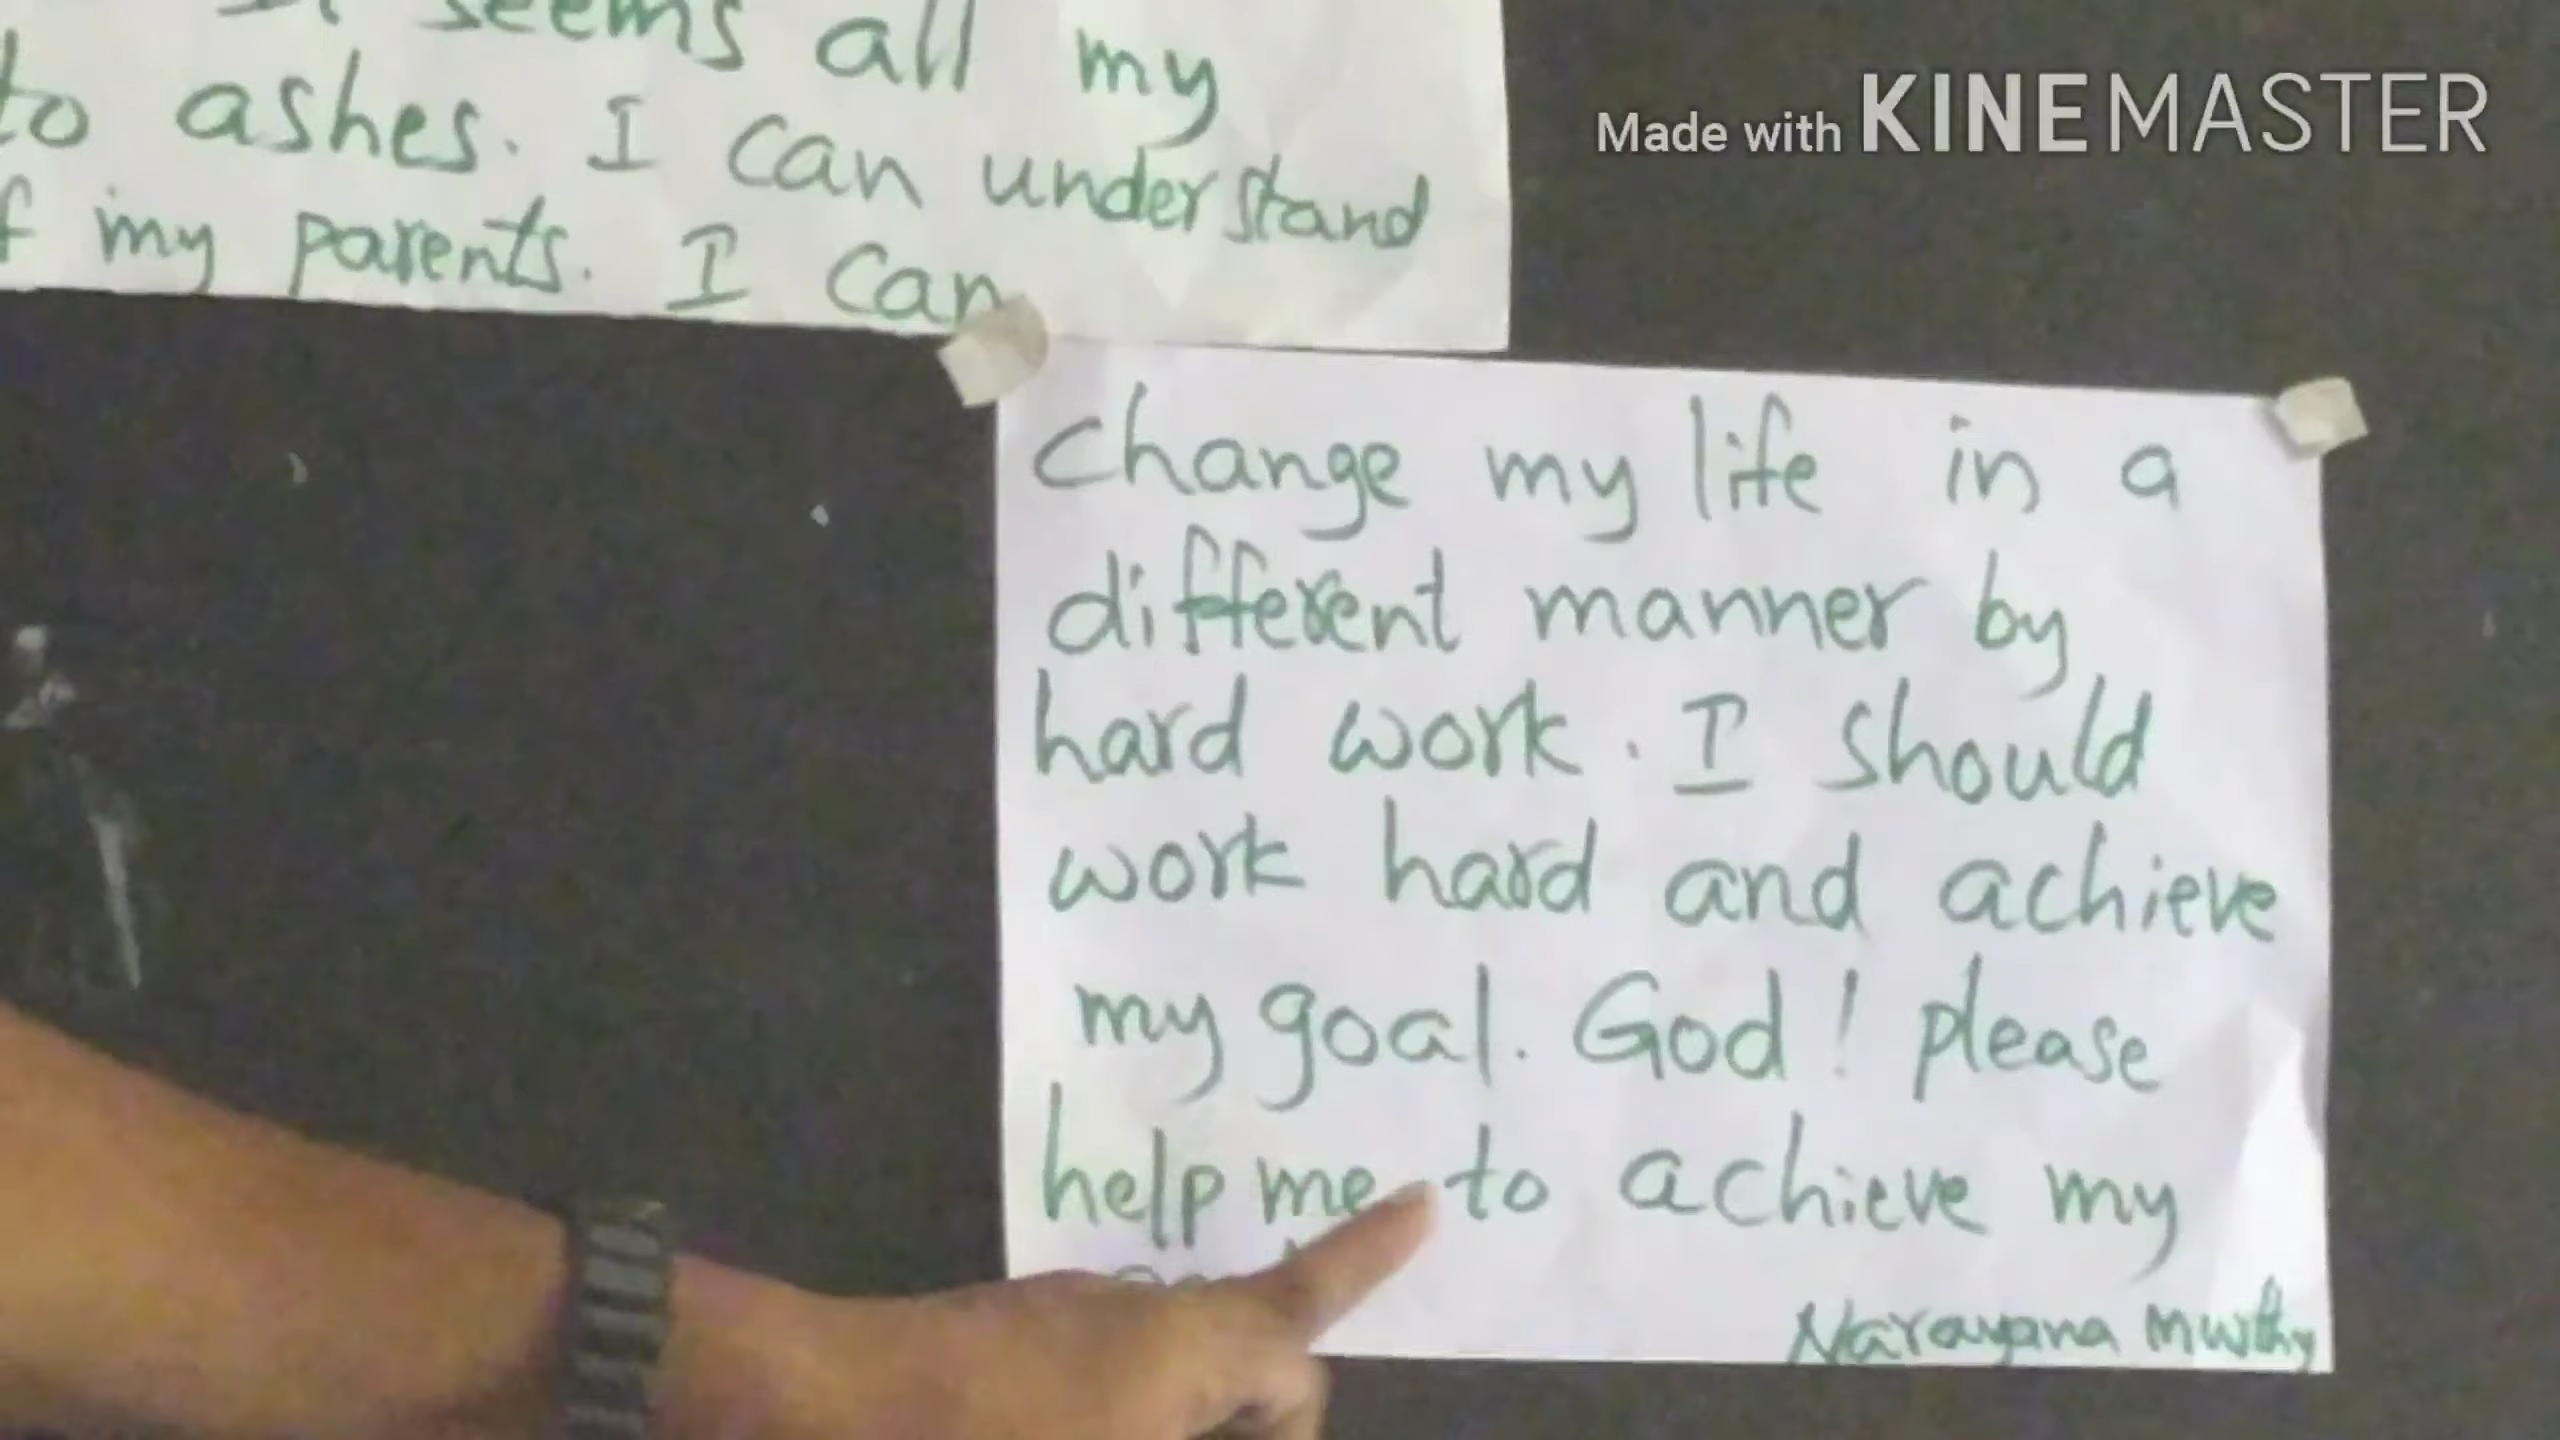 seems all my
to ashes. I can understand
my parents. I can
Made with KINEMASTER
change my life in a
different manner by
hard work. I should
work hard and achieve
my goal. God! please
help me to achieve my
Narayana Murthy